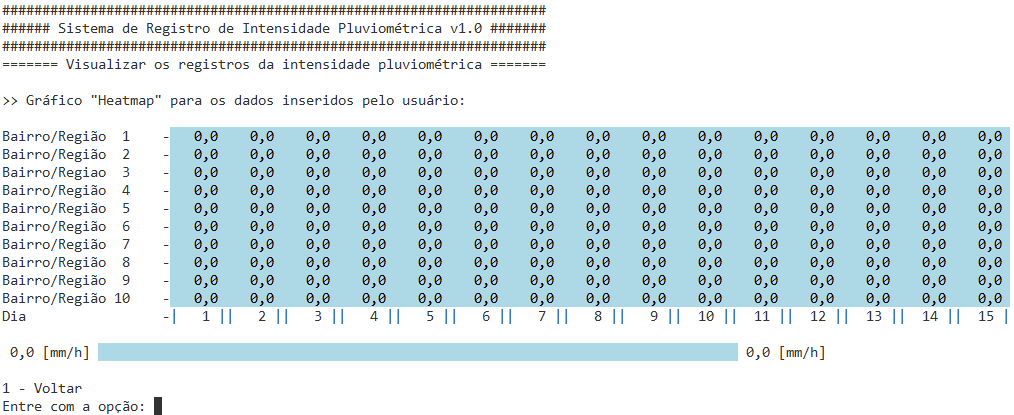 ####################################################################
###### Sistema de Registro de Intensidade Pluviométrica v1.0 #######
####################################################################
======= Visualizar os registros da intensidade pluviométrica =======
>> Gráfico "Heatmap" para os dados inseridos pelo usuário:
Bairro/Região  1    -   0,0    0,0    0,0    0,0    0,0    0,0    0,0    0,0    0,0    0,0    0,0    0,0    0,0    0,0    0,0
Bairro/Região  2    -   0,0    0,0    0,0    0,0    0,0    0,0    0,0    0,0    0,0    0,0    0,0    0,0    0,0    0,0    0,0
Bairro/Regiao  3    -   0,0    0,0    0,0    0,0    0,0    0,0    0,0    0,0    0,0    0,0    0,0    0,0    0,0    0,0    0,0
Bairro/Região  4    -   0,0    0,0    0,0    0,0    0,0    0,0    0,0    0,0    0,0    0,0    0,0    0,0    0,0    0,0    0,0
Bairro/Região  5    -   0,0    0,0    0,0    0,0    0,0    0,0    0,0    0,0    0,0    0,0    0,0    0,0    0,0    0,0    0,0
Bairro/Região  6    -   0,0    0,0    0,0    0,0    0,0    0,0    0,0    0,0    0,0    0,0    0,0    0,0    0,0    0,0    0,0
Bairro/Região  7    -   0,0    0,0    0,0    0,0    0,0    0,0    0,0    0,0    0,0    0,0    0,0    0,0    0,0    0,0    0,0
Bairro/Região  8    -   0,0    0,0    0,0    0,0    0,0    0,0    0,0    0,0    0,0    0,0    0,0    0,0    0,0    0,0    0,0
Bairro/Região  9    -   0,0    0,0    0,0    0,0    0,0    0,0    0,0    0,0    0,0    0,0    0,0    0,0    0,0    0,0    0,0
Bairro/Região 10    -   0,0    0,0    0,0    0,0    0,0    0,0    0,0    0,0    0,0    0,0    0,0    0,0    0,0    0,0    0,0
Dia                 -|   1 ||   2 ||   3 ||   4 ||   5 ||   6 ||   7 ||   8 ||   9 ||  10 ||  11 ||  12 ||  13 ||  14 ||  15 |
0,0 [mm/h] 0,0 [mm/h]
1 - Voltar
Entre com a opção: